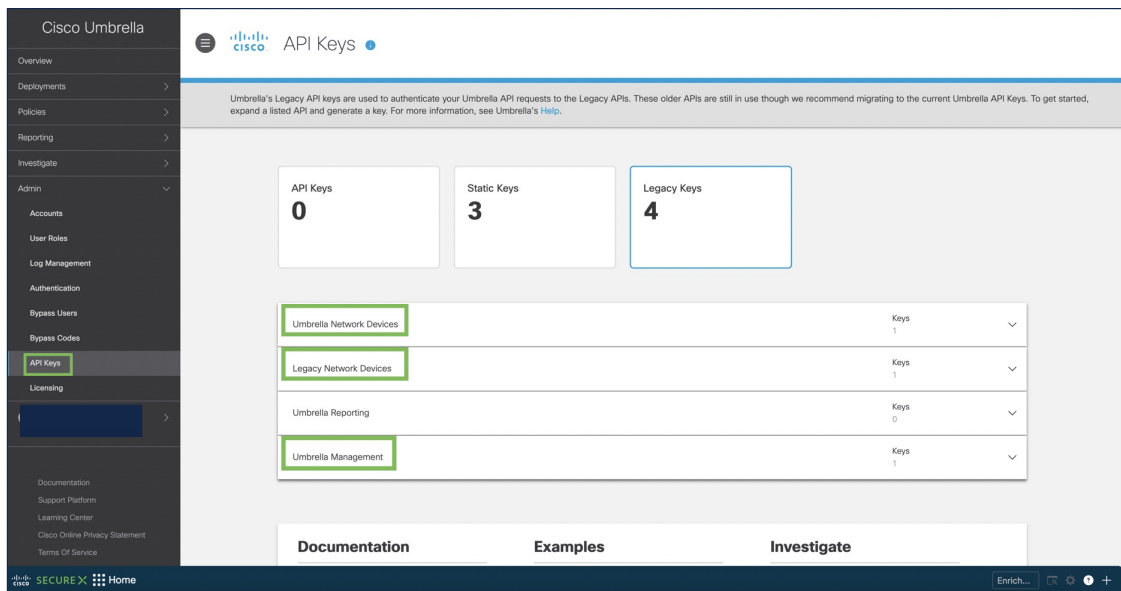 Cisco Umbrella
Overview
Deployments
Policies
Reporting
Investigate
Admin
Accounts
User Roles
Log Management
Authentication
Bypass Users
Bypass Codes
API Keys
Licensing
Documentation
Support Platform
Learning Center
Cisco Online Privacy Statement
Terms Of Service
CISCO
API Keys
Umbrella's Legacy API keys are used to authenticate your Umbrella API requests to the Legacy APIs. These older APIs are still in use though we recommend migrating to the current Umbrella API Keys. To get started,
expand a listed API and generate a key. For more information, see Umbrella's Help.
API Keys
0
Static Keys
3
Legacy Keys
4
Umbrella Network Devices
Keys
1
Legacy Network Devices
Keys
1
Umbrella Reporting
Keys
0
Umbrella Management
Keys
1
Documentation
Examples
Investigate
CISCO SECUREX Home
Enrich...